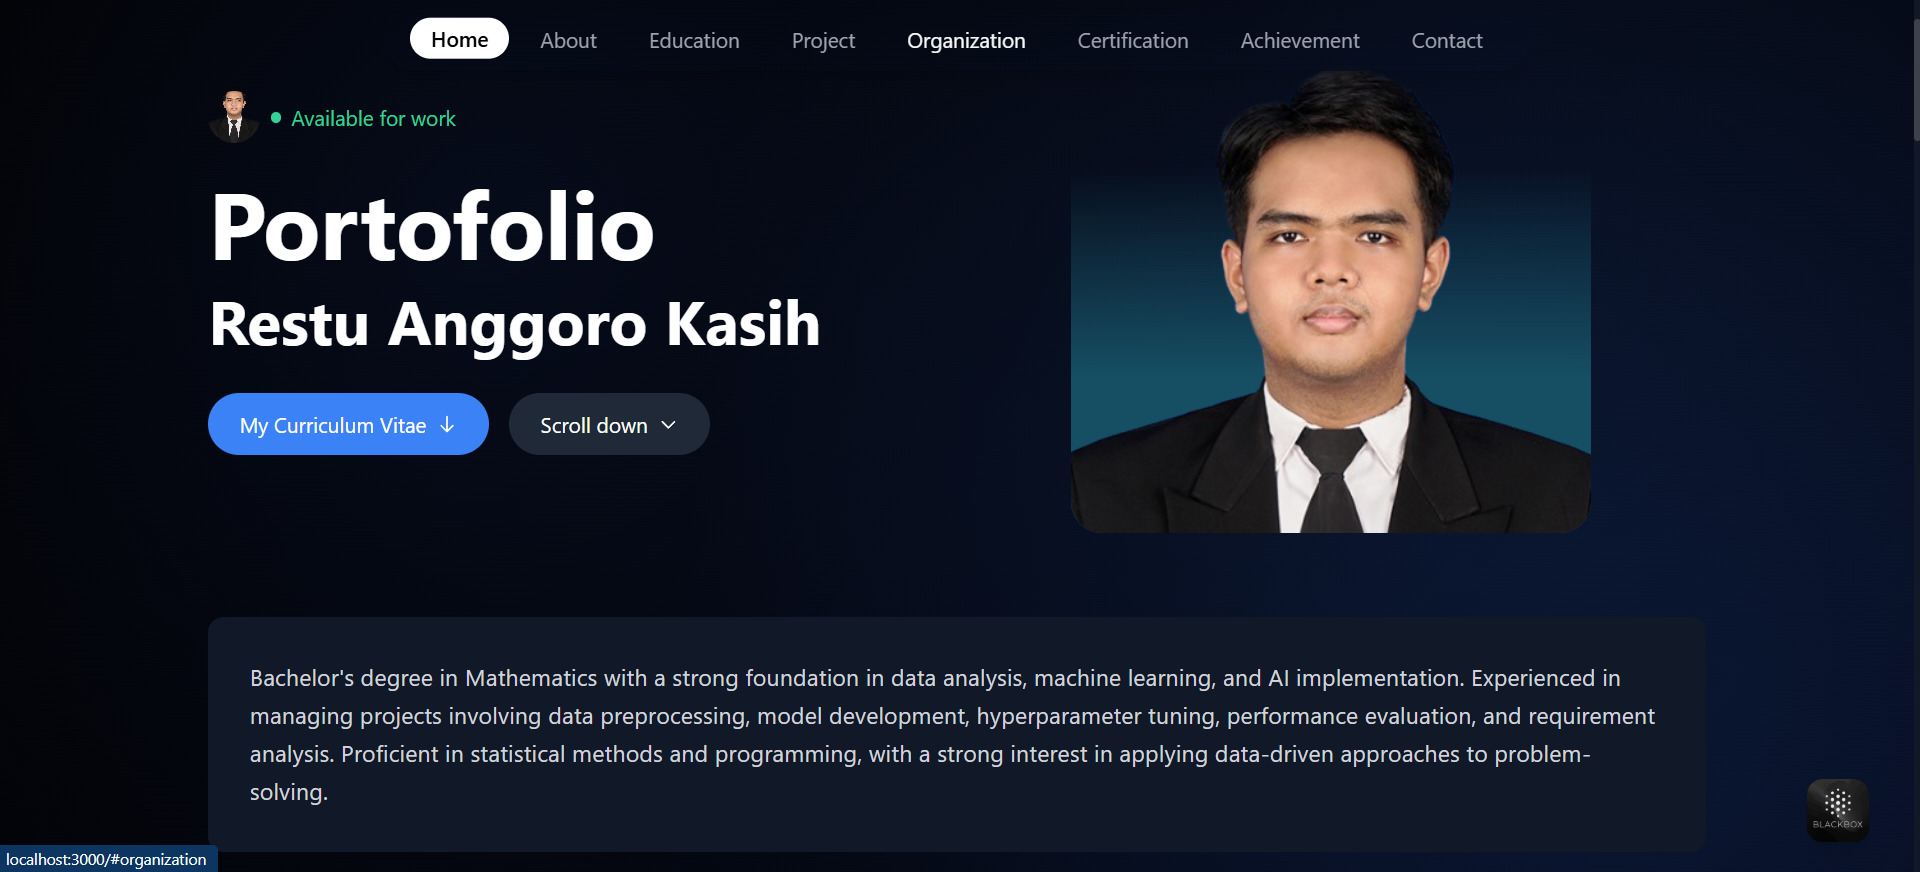 Home About Education Project Organization Certification Achievement Contact
Available for work
Portofolio
Restu Anggoro Kasih
My Curriculum Vitae Scroll down
Bachelor's degree in Mathematics with a strong foundation in data analysis, machine learning, and AI implementation. Experienced in
managing projects involving data preprocessing, model development, hyperparameter tuning, performance evaluation, and requirement
analysis. Proficient in statistical methods and programming, with a strong interest in applying data-driven approaches to problem-
solving.
BLACKBOX
localhost:3000/#organization